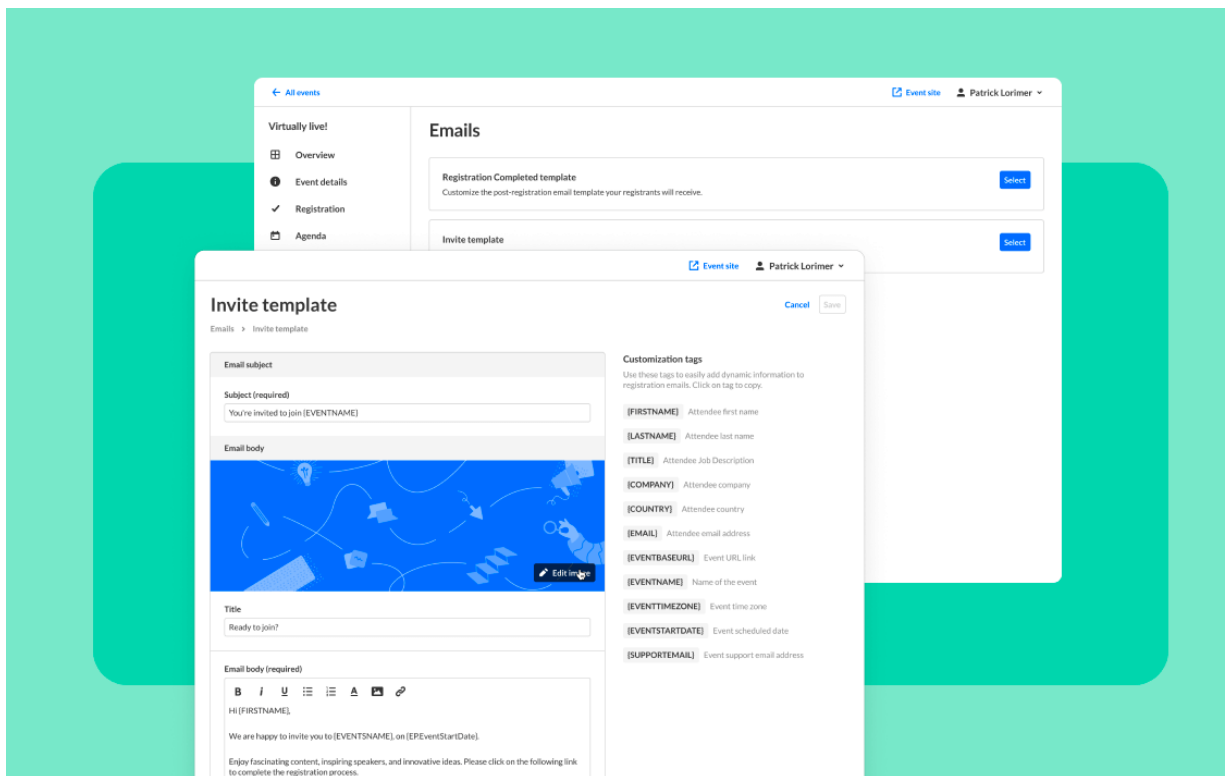 All events
Event site
Patrick Lorimer
Virtually live!
Overview
Event details
Registration
Agenda
Emails
Registration Completed template
Customize the post-registration email template your registrants will receive.
Select
Invite template
Select
Event site
Patrick Lorimer
Invite template
Cancel
Save
Emails > Invite template
Email subject
Subject (required)
You're invited to join {EVENTNAME}
Email body
Edit image
Title
Ready to join?
Email body (required)
B i U A
Hi {FIRSTNAME},
We are happy to invite you to {EVENTSNAME}, on {EP.EventStartDate}.
Enjoy fascinating content, inspiring speakers, and innovative ideas. Please click on the following link
to complete the registration process.
Customization tags
Use these tags to easily add dynamic information to
registration emails. Click on tag to copy.
{FIRSTNAME} Attendee first name
{LASTNAME} Attendee last name
{TITLE} Attendee Job Description
{COMPANY} Attendee company
{COUNTRY} Attendee country
{EMAIL} Attendee email address
{EVENTBASEURL} Event URL link
{EVENTNAME} Name of the event
{EVENTTIMEZONE} Event time zone
{EVENTSTARTDATE} Event scheduled date
{SUPPORTEMAIL} Event support email address